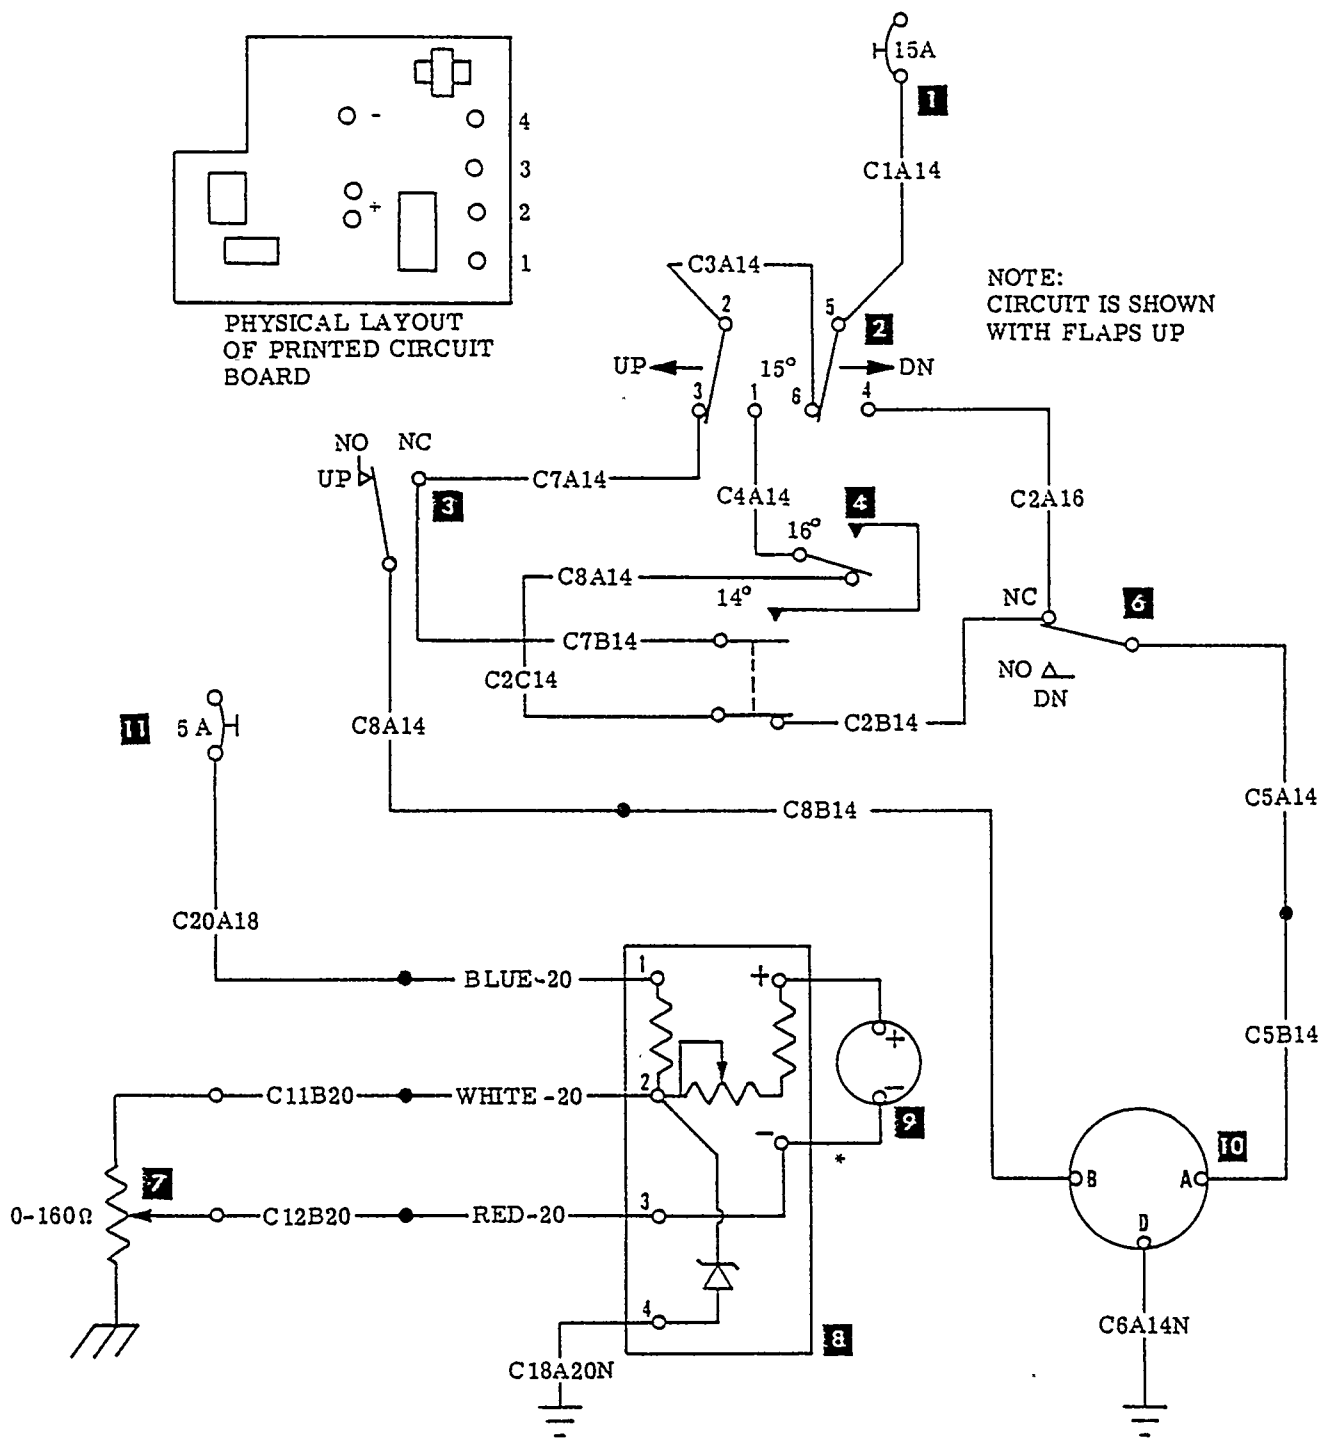 15A
1
- 4
3
+ 2
1
PHYSICAL LAYOUT
OF PRINTED CIRCUIT
BOARD
C1A14
C3A14
NOTE:
CIRCUIT IS SHOWN
WITH FLAPS UP
2 5 2
UP 15° DN
3 1 6 4
NO NC
UP
C7A14
3
C4A14
4
C2A16
16°
C8A14
14°
NC 6
C7B14
NO
DN
C2C14
C2B14
11 5A
C8A14
C8B14
C5A14
C20A18
BLUE-20
1 +
C5B14
+
C11B20 WHITE-20 2
-
9
10
-
*
7
0-160Ω C12B20 RED-20 3
B A
D
4
8
C6A14N
C18A20N